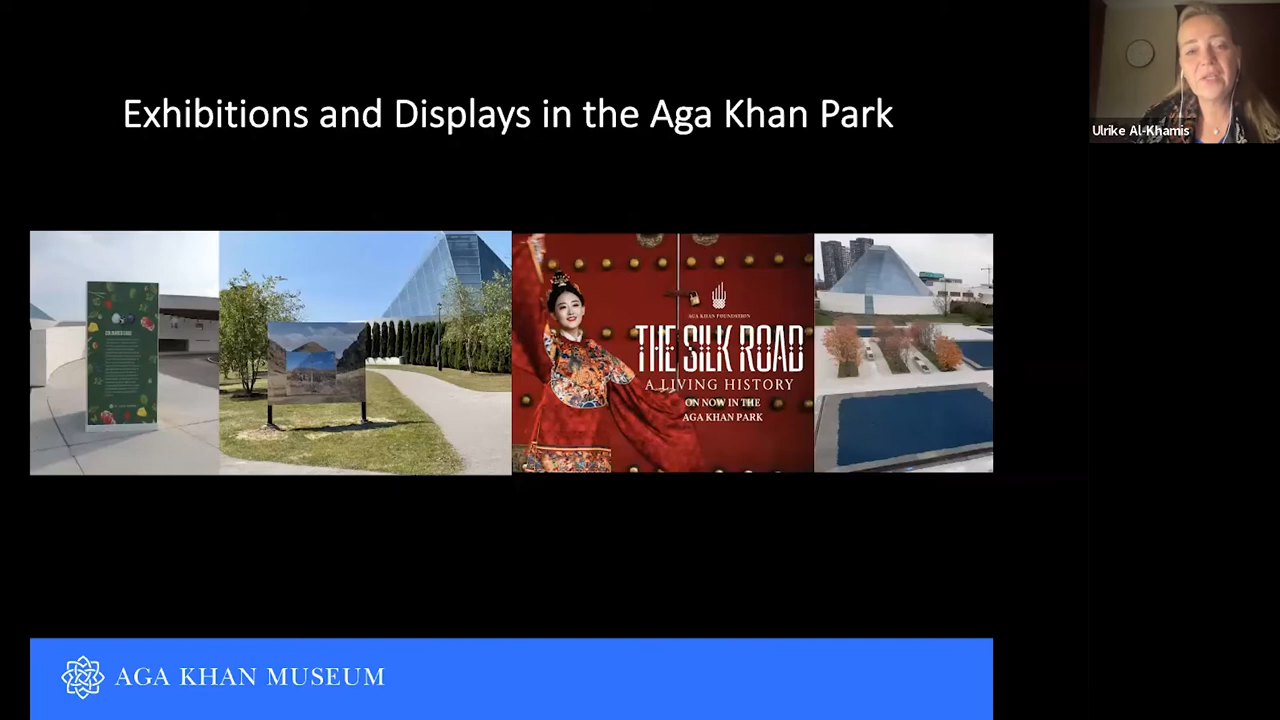 Exhibitions and Displays in the Aga Khan Park
Ulrike Al-Khamis
AGA KHAN FOUNDATION
THE SILK ROAD
A LIVING HISTORY
ON NOW IN THE
AGA KHAN PARK
AGA KHAN MUSEUM